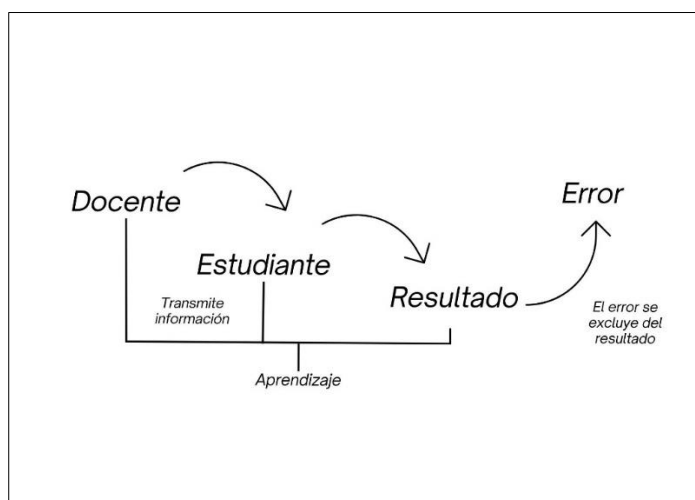 Docente
Error
Estudiante
Resultado
Transmite
información
El error se
excluye del
resultado
Aprendizaje